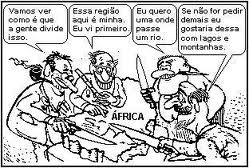 Vamos ver
como é que
a gente divide
isso.
Essa região
aqui é minha.
Eu vi primeiro.
Eu quero
uma onde
passe
um rio.
Se não for pedir
demais eu
gostaria dessa
com lagos e
montanhas.
ÁFRICA